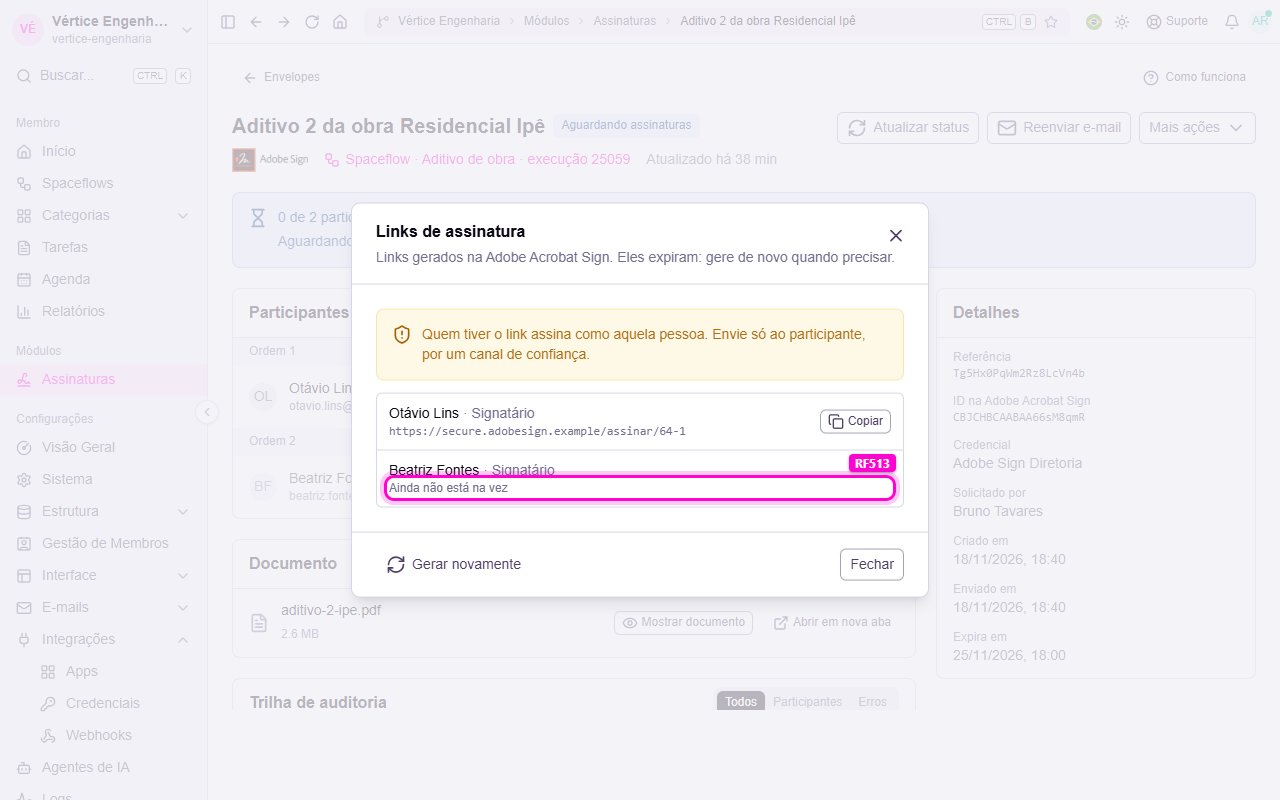 VÉ
Vértice Engenh...
vertice-engenharia
Vértice Engenharia
Módulos
Assinaturas
Aditivo 2 da obra Residencial Ipê
CTRL
B
Suporte
AR
Buscar...
CTRL
K
Membro
Início
Spaceflows
Categorias
Tarefas
Agenda
Relatórios
Módulos
Assinaturas
Configurações
Visão Geral
Sistema
Estrutura
Gestão de Membros
Interface
E-mails
Integrações
Apps
Credenciais
Webhooks
Agentes de IA
Logs
Envelopes
Como funciona
Aditivo 2 da obra Residencial Ipê
Aguardando assinaturas
Atualizar status
Reenviar e-mail
Mais ações
Adobe Sign
Spaceflow · Aditivo de obra · execução 25059
Atualizado há 38 min
0 de 2 partic
Aguardando
Participantes
Ordem 1
OL
Otávio Lin
otavio.lins@
Ordem 2
BF
Beatriz Fo
beatriz fonte
Links de assinatura
Links gerados na Adobe Acrobat Sign. Eles expiram: gere de novo quando precisar.
Quem tiver o link assina como aquela pessoa. Envie só ao participante,
por um canal de confiança.
Otávio Lins · Signatário
https://secure.adobesign.example/assinar/64-1
Copiar
Beatriz Fontes · Signatário
RF513
Ainda não está na vez
Gerar novamente
Fechar
Documento
aditivo-2-ipe.pdf
2.6 MB
Mostrar documento
Abrir em nova aba
Trilha de auditoria
Todos
Participantes
Erros
Detalhes
Referência
Tg5Hx0PqWm2Rz8LcVn4b
ID na Adobe Acrobat Sign
CBJCHBCAABAA66sM8qmR
Credencial
Adobe Sign Diretoria
Solicitado por
Bruno Tavares
Criado em
18/11/2026, 18:40
Enviado em
18/11/2026, 18:40
Expira em
25/11/2026, 18:00